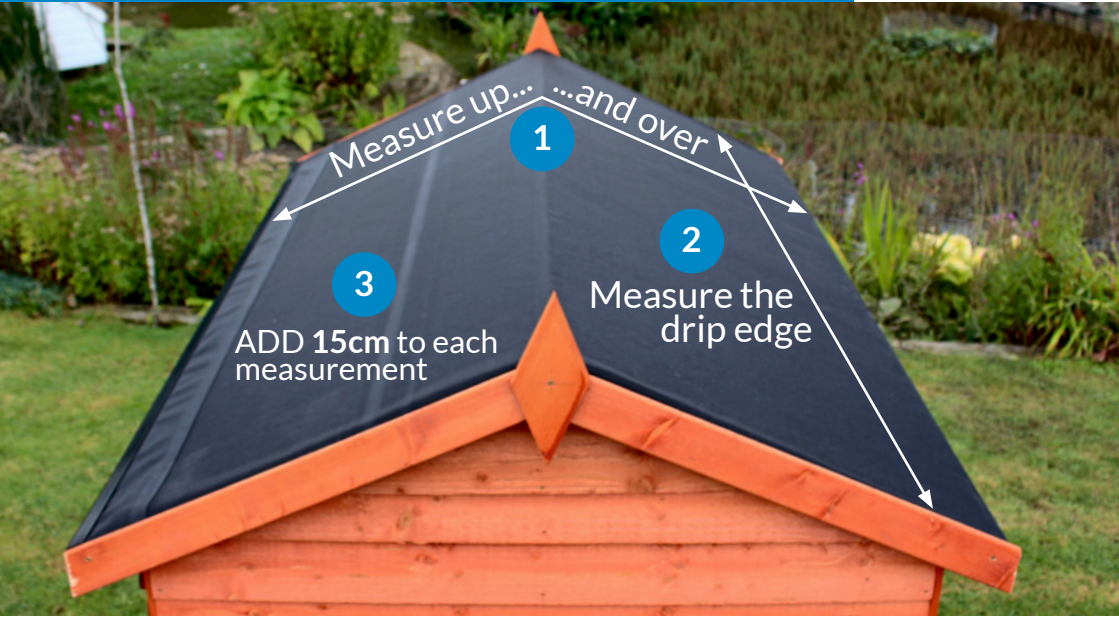 Measure up... ...and over
1
2
Measure the
drip edge
3
ADD 15cm to each
measurement